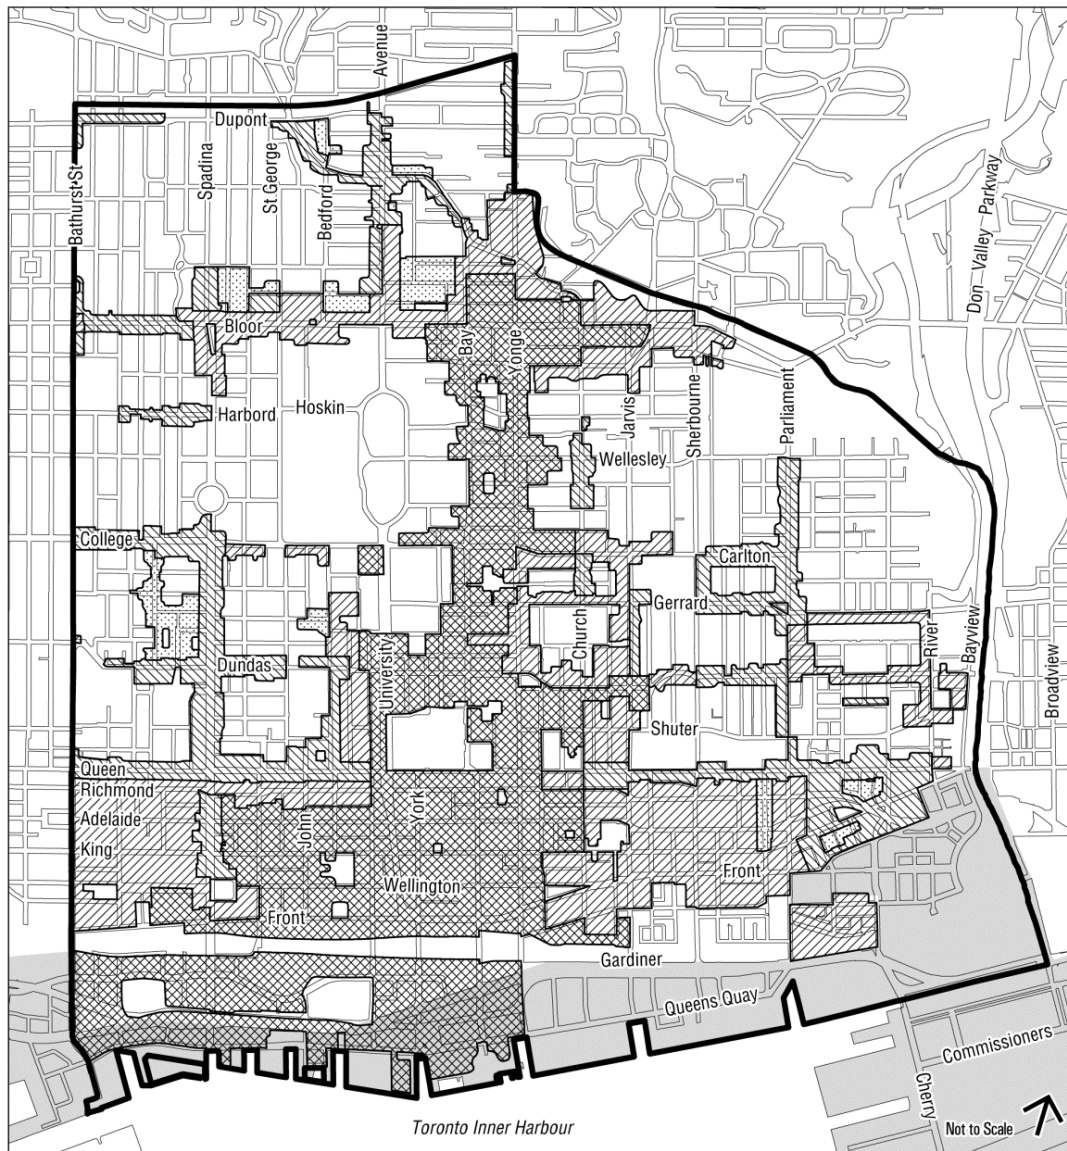 Avenue
Dupont
Spadina
St.George
Bedford
Bathurst St
Don Valley Parkway
Bloor
Bay
Yonge
Harbord
Hoskin
Jarvis
Sherbourne
Parliament
Wellesley
College
Carlton
Gerrard
Church
River
Bayview
Broadview
Dundas
University
Shuter
Queen
Richmond
Adelaide
King
John
York
Wellington
Front
Front
Gardiner
Queens Quay
Commissioners
Cherry
Toronto Inner Harbour
Not to Scale